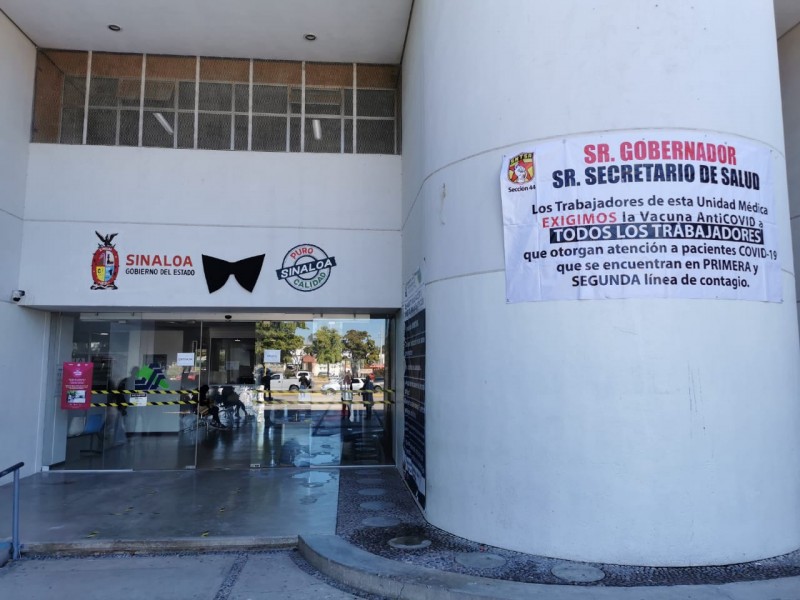 SNTSA
Sección 44
SR. GOBERNADOR
SR. SECRETARIO DE SALUD
Los Trabajadores de esta Unidad Médica
EXIGIMOS la Vacuna AntiCOVID a
TODOS LOS TRABAJADORES
que otorgan atención a pacientes COVID-19
que se encuentran en PRIMERA y
SEGUNDA línea de contagio.
SINALOA
GOBIERNO DEL ESTADO
PURO
SINALOA
CALIDAD